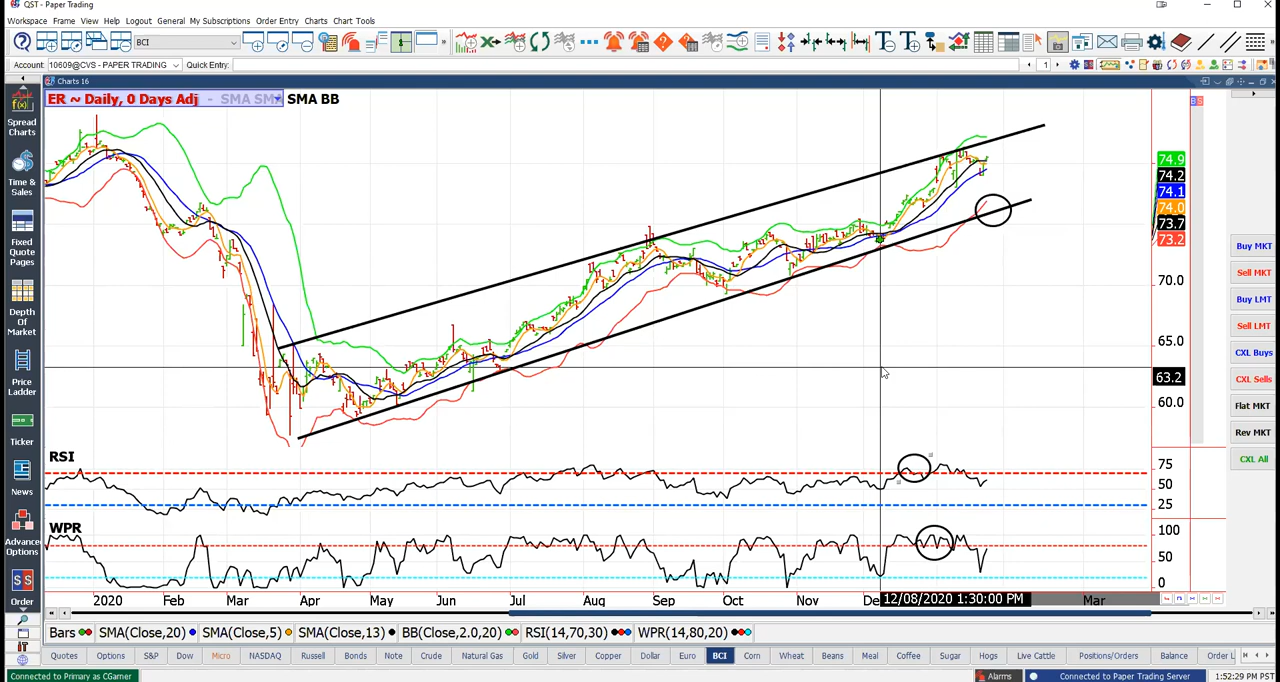 QST - Paper Trading
Workspace Frame View Help Logout General My Subscriptions Order Entry Charts Chart Tools
BCI
Account: 10609@CVS - PAPER TRADING Quick Entry: 1
Charts 16
ER ~ Daily, 0 Days Adj - SMA SMA SMA BB
Spread Charts
Time & Sales
Fixed Quote Pages
Depth Of Market
Price Ladder
Ticker
News
Advance Options
Order
74.9
74.2
74.1
74.0
73.7
73.2
70.0
65.0
63.2
60.0
Buy MKT
Sell MKT
Buy LMT
Sell LMT
CXL Buys
CXL Sells
Flat MKT
Rev MKT
CXL All
RSI
75
50
25
WPR
100
50
0
2020 Feb Mar Apr May Jun Jul Aug Sep Oct Nov De 12/08/2020 1:30:00 PM Mar
Bars SMA(Close,20) SMA(Close,5) SMA(Close,13) BB(Close,2.0,20) RSI(14,70,30) WPR(14,80,20)
Quotes Options S&P Dow Micro NASDAQ Russell Bonds Note Crude Natural Gas Gold Silver Copper Dollar Euro BCI Corn Wheat Beans Meal Coffee Sugar Hogs Live Cattle Positions/Orders Balance Order L
Connected to Primary as CGarner Alarms Connected to Paper Trading Server 1:52:29 PM PST